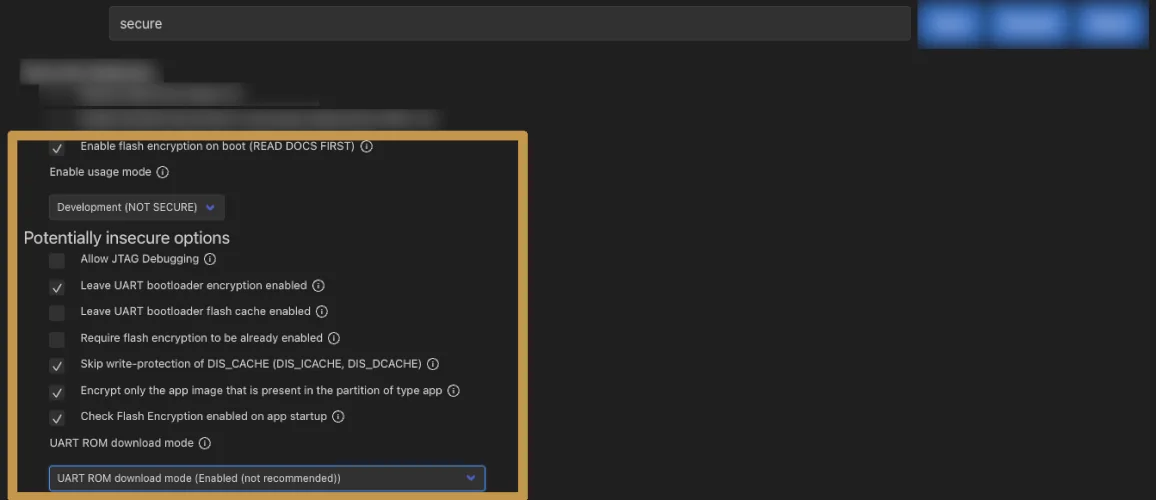 secure
Enable flash encryption on boot (READ DOCS FIRST)
Enable usage mode
Development (NOT SECURE)
Potentially insecure options
Allow JTAG Debugging
Leave UART bootloader encryption enabled
Leave UART bootloader flash cache enabled
Require flash encryption to be already enabled
Skip write-protection of DIS_CACHE (DIS_ICACHE, DIS_DCACHE)
Encrypt only the app image that is present in the partition of type app
Check Flash Encryption enabled on app startup
UART ROM download mode
UART ROM download mode (Enabled (not recommended))